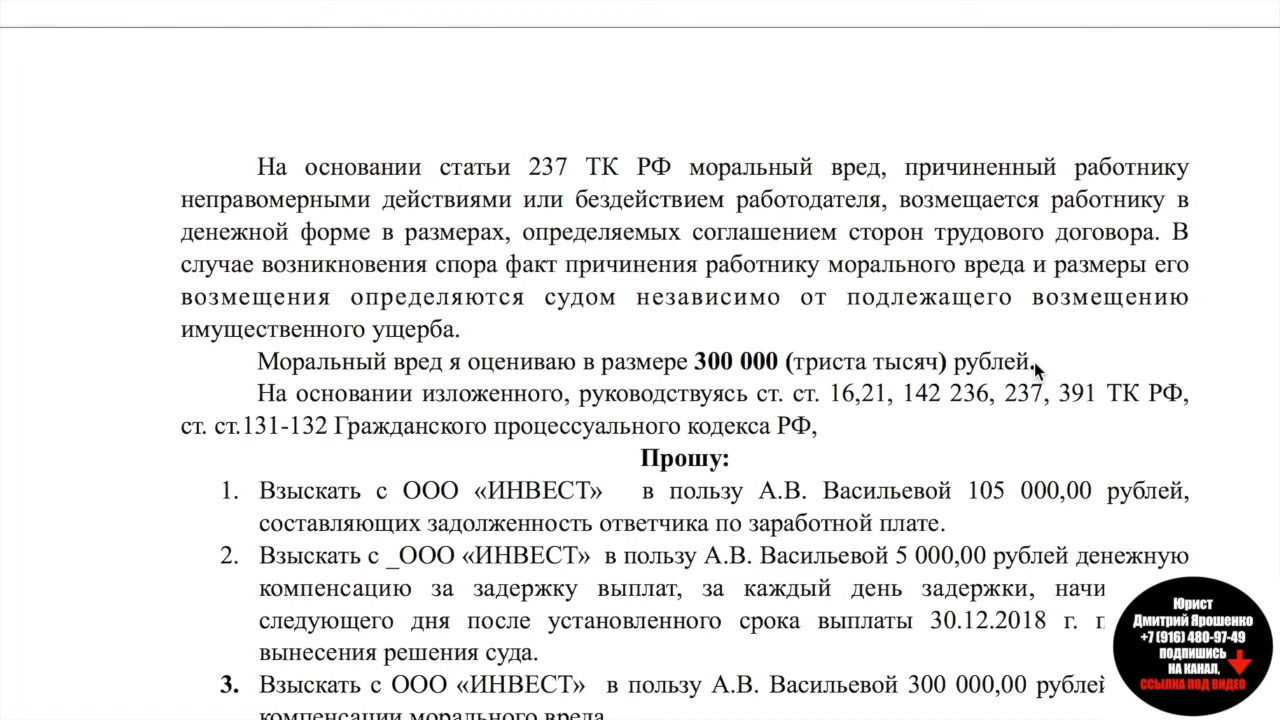 На основании статьи 237 ТК РФ моральный вред, причиненный работнику
неправомерными действиями или бездействием работодателя, возмещается работнику в
денежной форме в размерах, определяемых соглашением сторон трудового договора. В
случае возникновения спора факт причинения работнику морального вреда и размеры его
возмещения определяются судом независимо от подлежащего возмещению
имущественного ущерба.
Моральный вред я оцениваю в размере 300 000 (триста тысяч) рублей.
На основании изложенного, руководствуясь ст. ст. 16,21, 142 236, 237, 391 ТК РФ,
ст. ст.131-132 Гражданского процессуального кодекса РФ,
Прошу:
1. Взыскать с ООО «ИНВЕСТ» в пользу А.В. Васильевой 105 000,00 рублей,
составляющих задолженность ответчика по заработной плате.
2. Взыскать с _ООО «ИНВЕСТ» в пользу А.В. Васильевой 5 000,00 рублей денежную
компенсацию за задержку выплат, за каждый день задержки,
следующего дня после установленного срока выплаты 30.12.2018 г.
вынесения решения суда.
3. Взыскать с ООО «ИНВЕСТ» в пользу А.В. Васильевой 300 000,00
компенсации морального вреда
Юрист
Дмитрий Ярошенко
+7 (916) 480-97-49
ПОДПИШИСЬ
НА КАНАЛ,
ССЫЛКА ПОД ВИДЕО